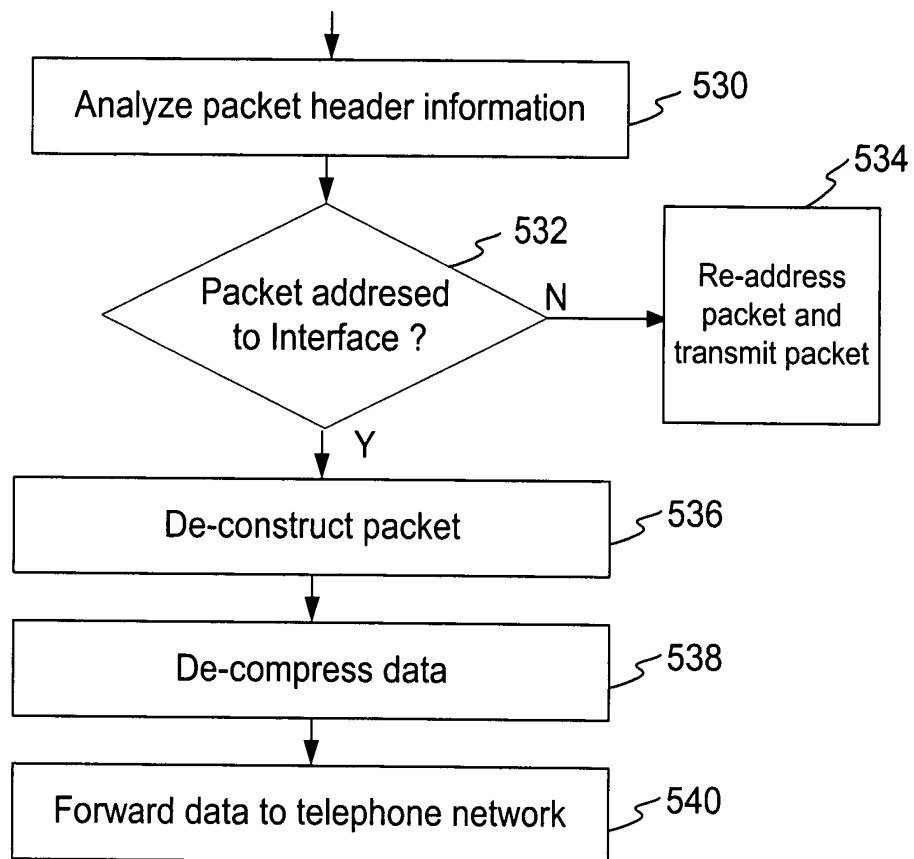 Analyze packet header information
530
534
532
Packet addresed
to Interface ?
N
Re-address
packet and
transmit packet
Y
De-construct packet
536
De-compress data
538
Forward data to telephone network
540